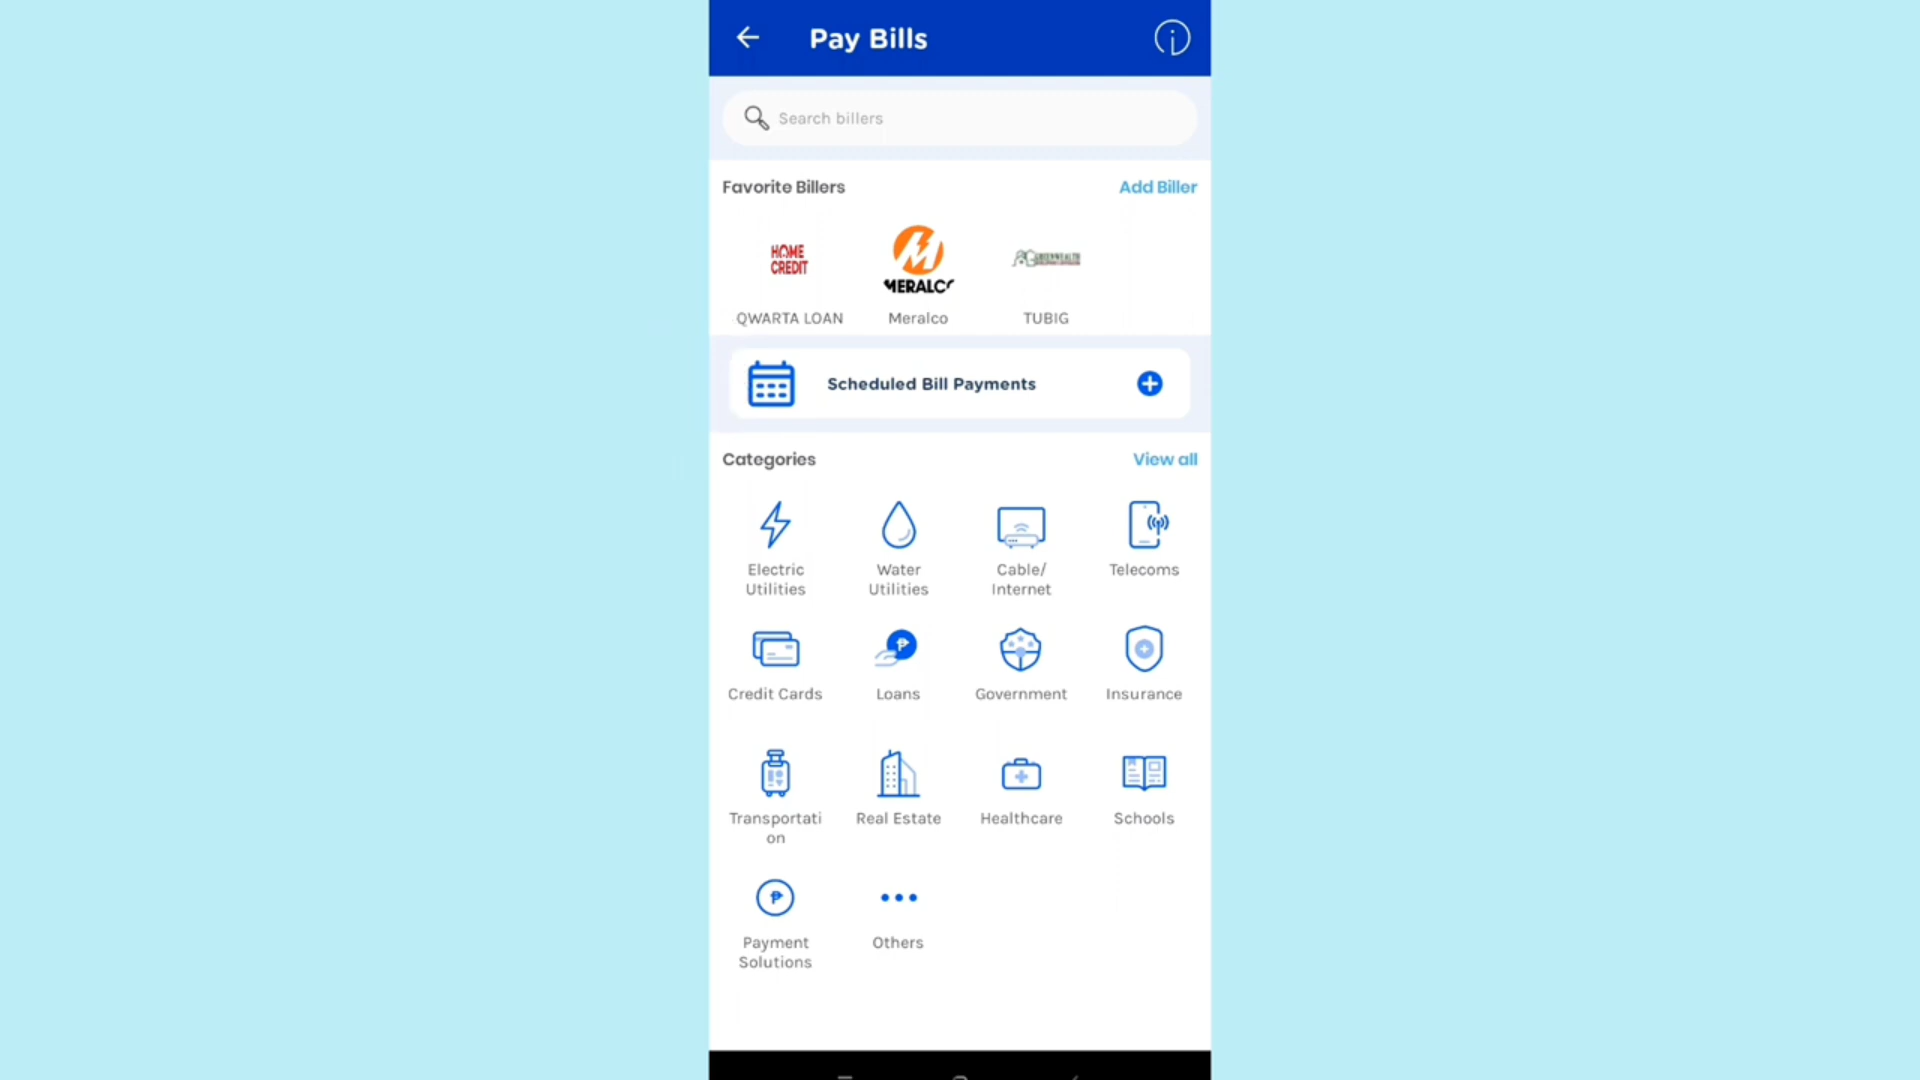 Pay Bills
Search billers
Favorite Billers
Add Biller
HOME
CREDIT
MERALCO
GREENWEALTH
QWARTA LOAN
Meralco
TUBIG
Scheduled Bill Payments
Categories
View all
Electric
Utilities
Water
Utilities
Cable/
Internet
Telecoms
Credit Cards
Loans
Government
Insurance
Transportati
on
Real Estate
Healthcare
Schools
Payment
Solutions
Others